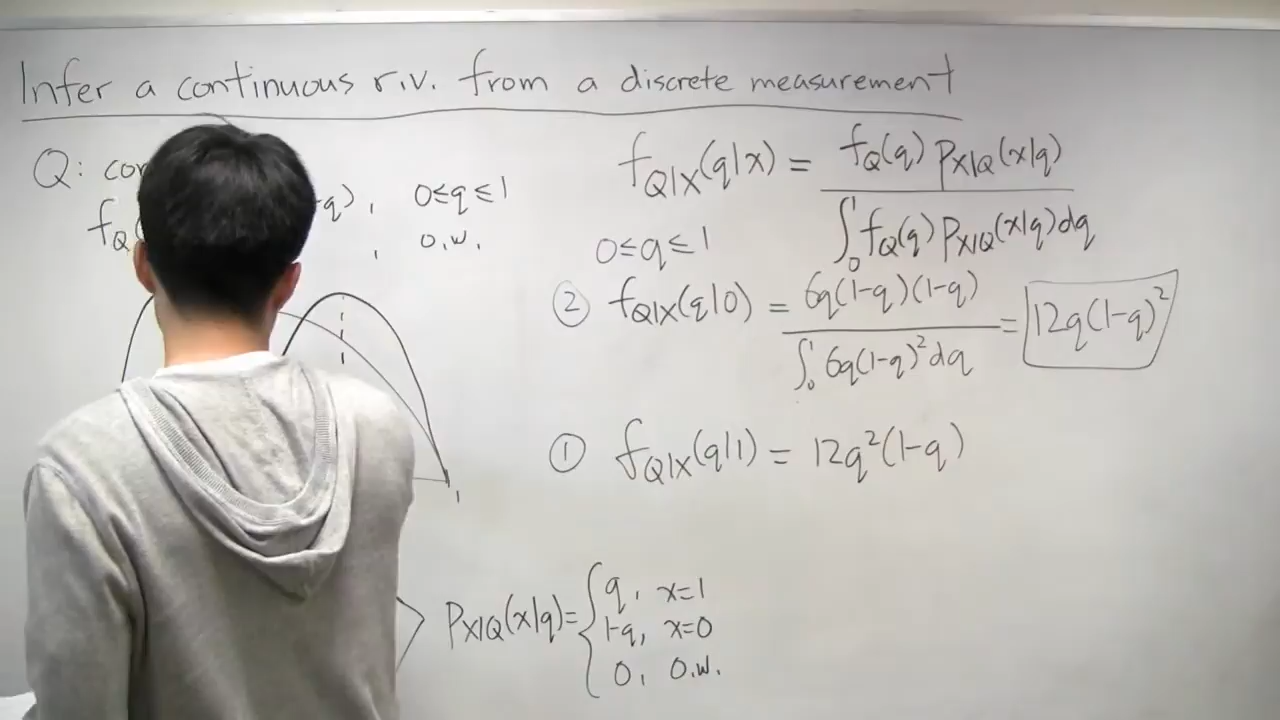 Infer a continuous r.v. from a discrete measurement
Q:
f_Q(
q), 0≤q≤1
, o.w.
1
f_{Q|X}(q|x) = f_Q(q) p_{X|Q}(x|q) / ∫_0^1 f_Q(q) p_{X|Q}(x|q) dq
0≤q≤1
② f_{Q|X}(q|0) = 6q(1-q)(1-q) / ∫_0^1 6q(1-q)^2 dq = 12q(1-q)^2
① f_{Q|X}(q|1) = 12q^2(1-q)
P_{X|Q}(x|q) = { q, x=1
1-q, x=0
0, o.w.